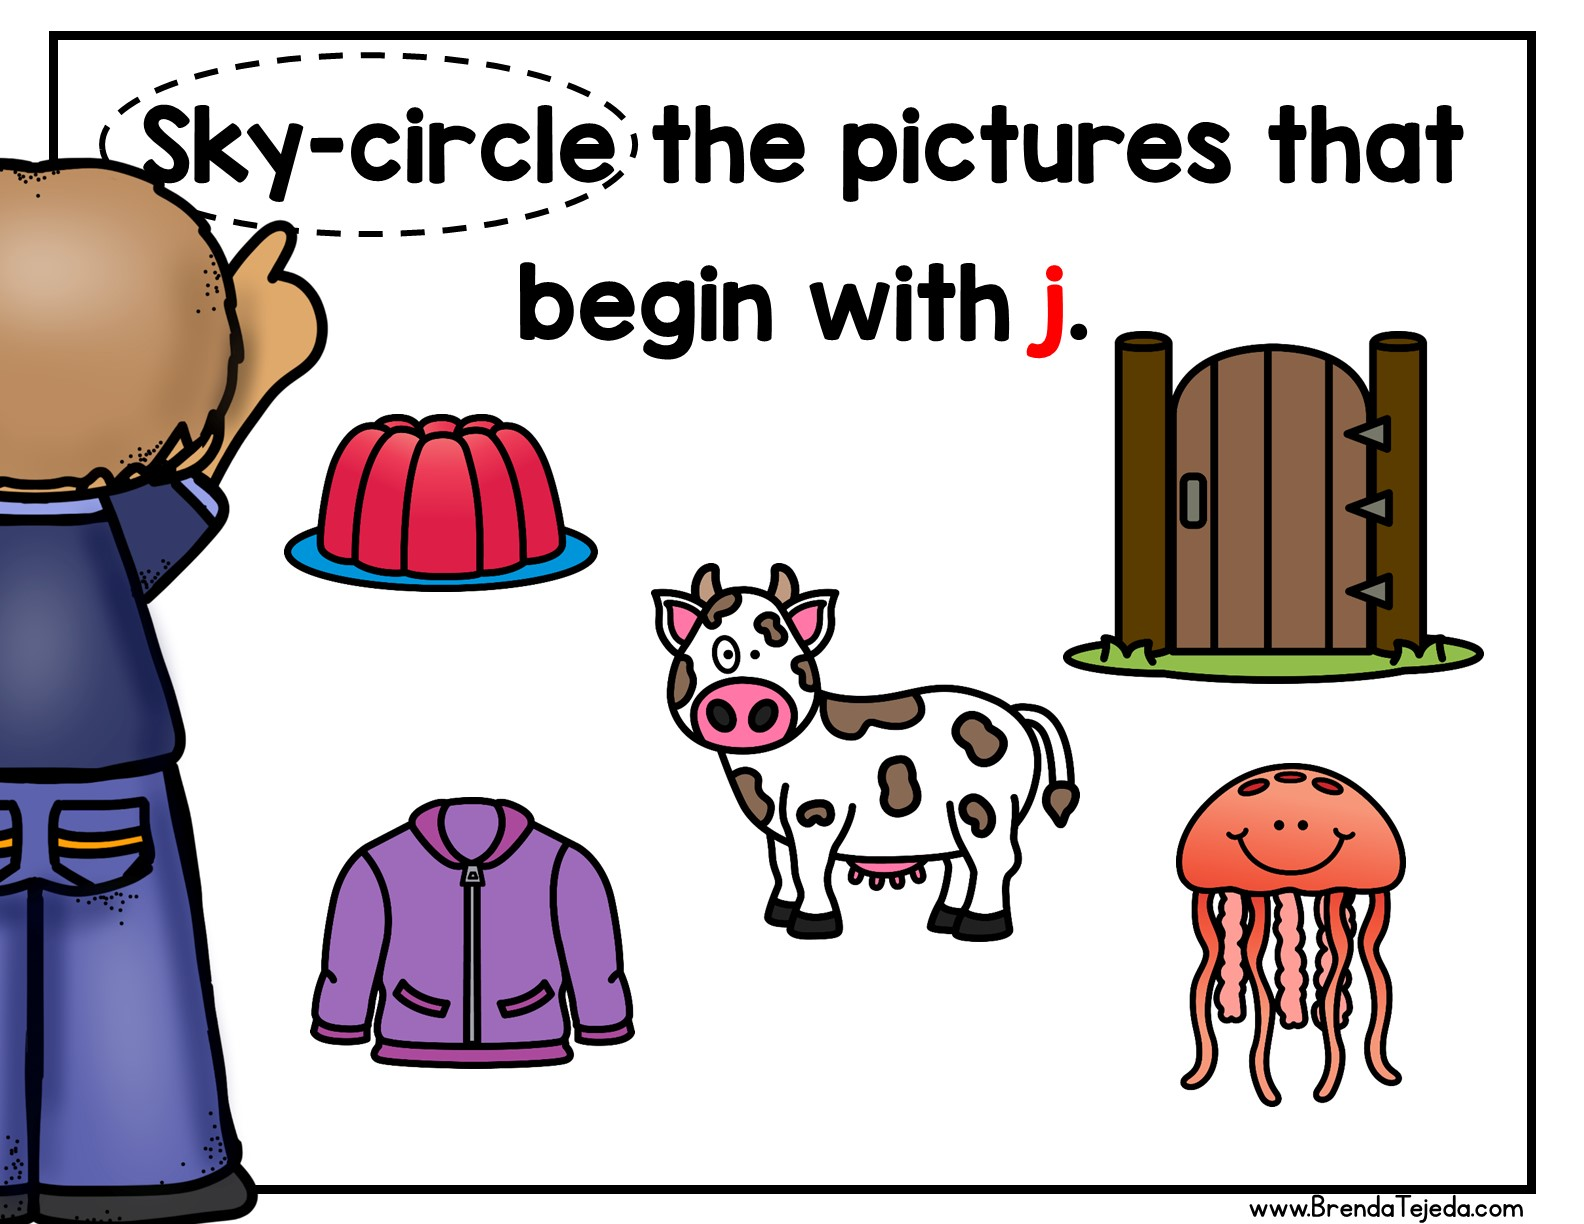 Sky-circle the pictures that
begin with j.
www.BrendaTejeda.com